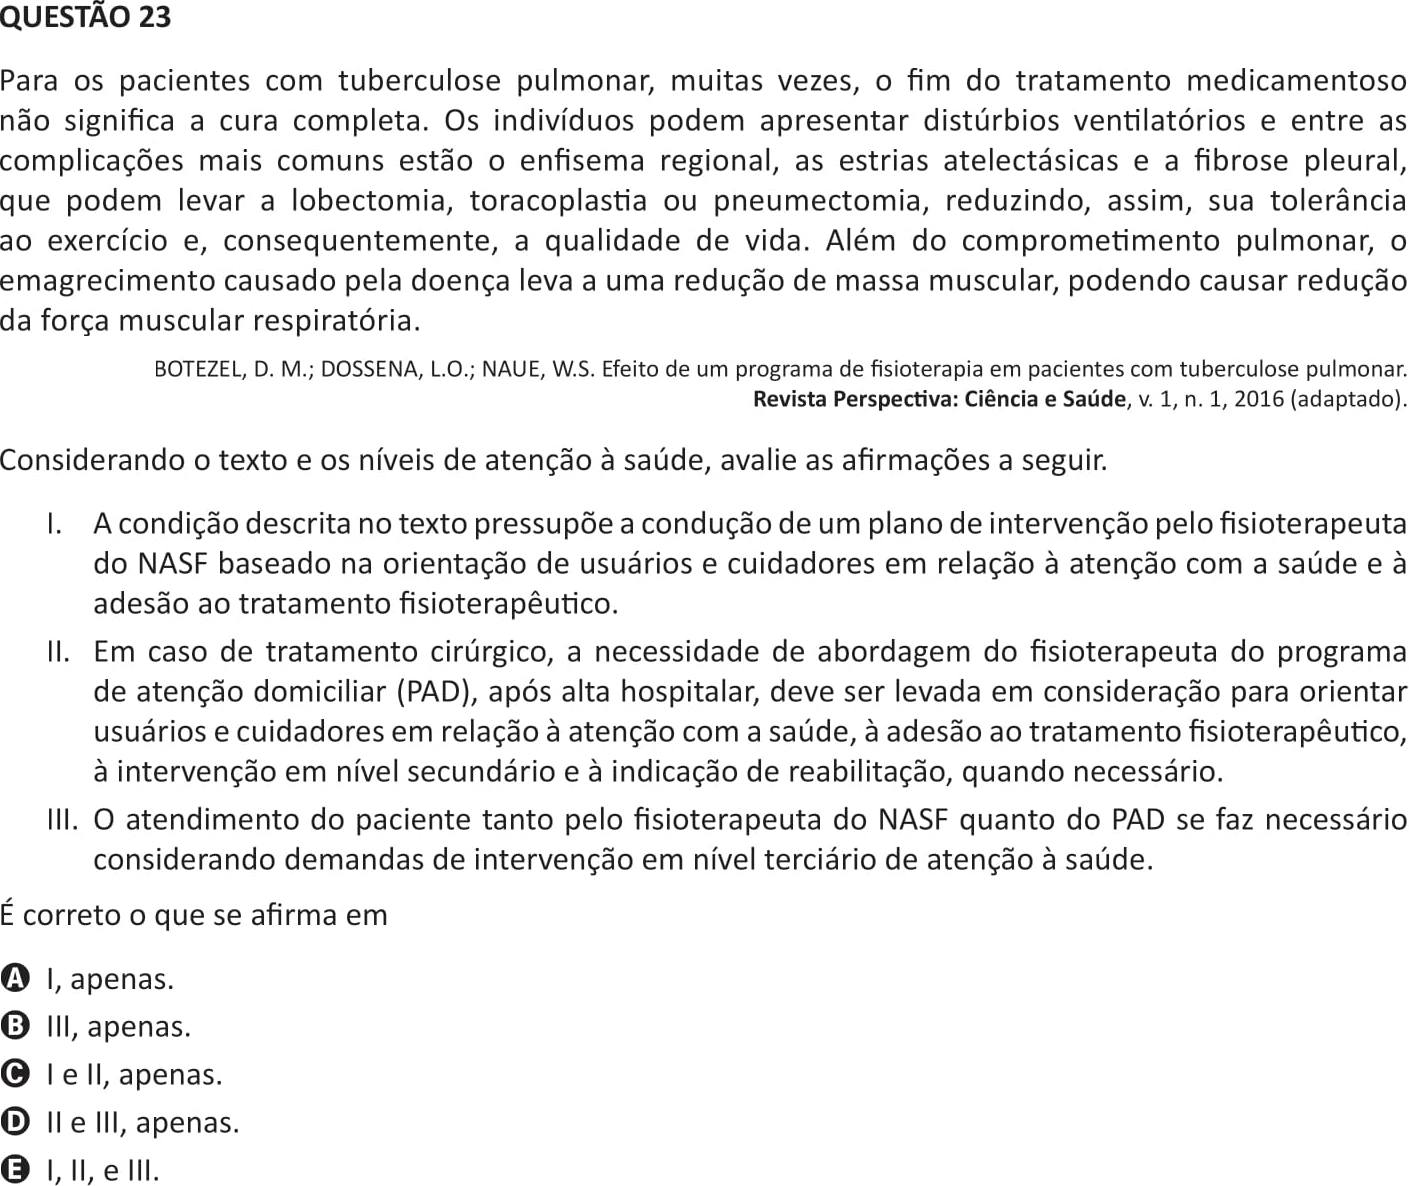 QUESTÃO 23
Para os pacientes com tuberculose pulmonar, muitas vezes, o fim do tratamento medicamentoso
não significa a cura completa. Os indivíduos podem apresentar distúrbios ventilatórios e entre as
complicações mais comuns estão o enfisema regional, as estrias atelectásicas e a fibrose pleural,
que podem levar a lobectomia, toracoplastia ou pneumectomia, reduzindo, assim, sua tolerância
ao exercício e, consequentemente, a qualidade de vida. Além do comprometimento pulmonar, o
emagrecimento causado pela doença leva a uma redução de massa muscular, podendo causar redução
da força muscular respiratória.
BOTEZEL, D. M.; DOSSENA, L.O.; NAUE, W.S. Efeito de um programa de fisioterapia em pacientes com tuberculose pulmonar.
Revista Perspectiva: Ciência e Saúde, v. 1, n. 1, 2016 (adaptado).
Considerando o texto e os níveis de atenção à saúde, avalie as afirmações a seguir.
I. A condição descrita no texto pressupõe a condução de um plano de intervenção pelo fisioterapeuta
do NASF baseado na orientação de usuários e cuidadores em relação à atenção com a saúde e à
adesão ao tratamento fisioterapêutico.
II. Em caso de tratamento cirúrgico, a necessidade de abordagem do fisioterapeuta do programa
de atenção domiciliar (PAD), após alta hospitalar, deve ser levada em consideração para orientar
usuários e cuidadores em relação à atenção com a saúde, à adesão ao tratamento fisioterapêutico,
à intervenção em nível secundário e à indicação de reabilitação, quando necessário.
III. O atendimento do paciente tanto pelo fisioterapeuta do NASF quanto do PAD se faz necessário
considerando demandas de intervenção em nível terciário de atenção à saúde.
É correto o que se afirma em
A I, apenas.
B III, apenas.
C I e II, apenas.
D II e III, apenas.
E I, II, e III.